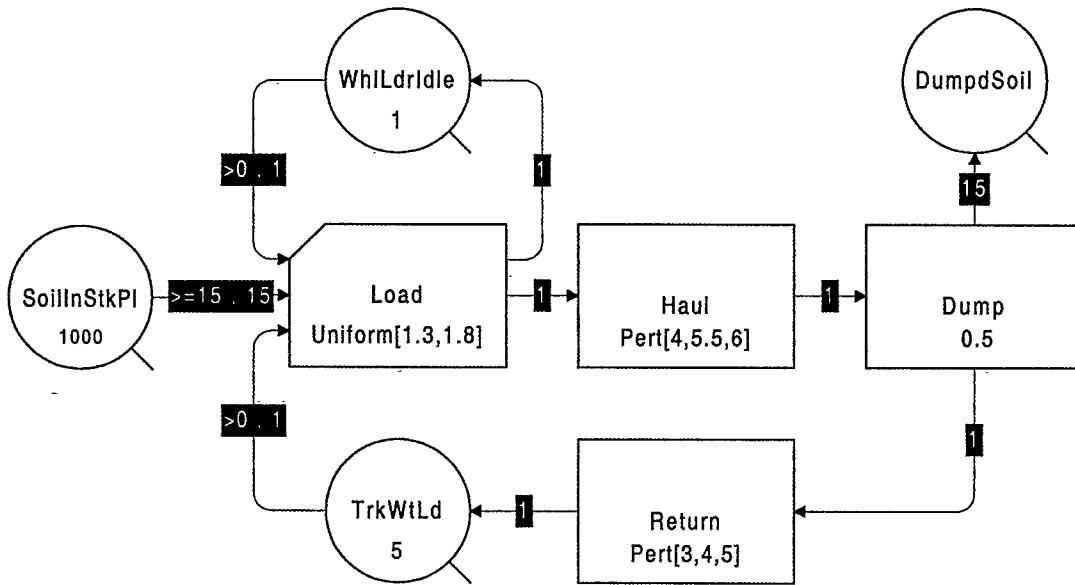 WhlLdrIdle
1
DumpdSoil
>0 , 1
1
15
SoilInStkPl
1000
>=15 , 15
Load
Uniform[1.3,1.8]
1
Haul
Pert[4,5.5,6]
1
Dump
0.5
>0 , 1
1
TrkWtLd
5
1
Return
Pert[3,4,5]